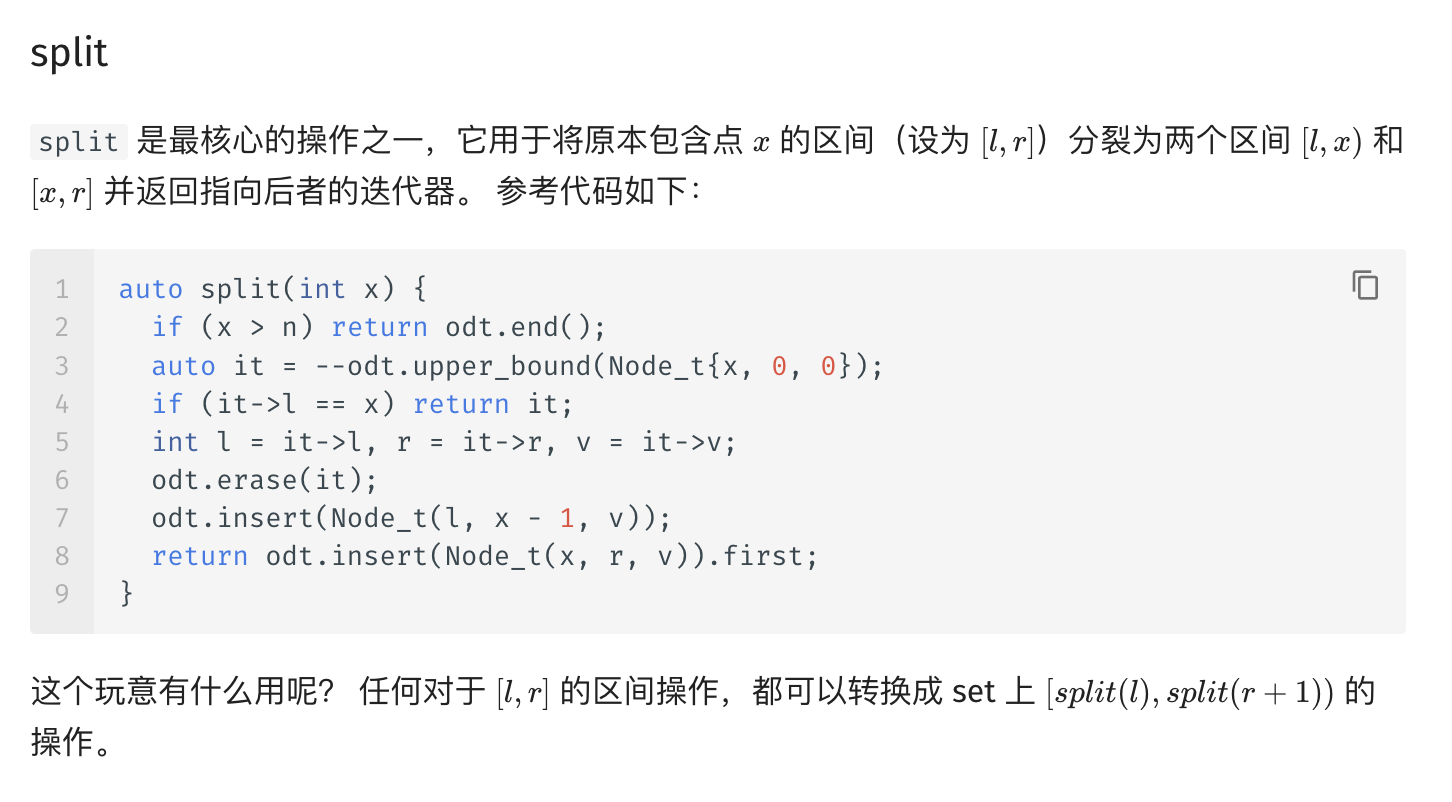 split
split 是最核心的操作之一，它用于将原本包含点 x 的区间（设为 [l, r]）分裂为两个区间 [l, x) 和
[x, r] 并返回指向后者的迭代器。 参考代码如下：
1 auto split(int x) {
2   if (x > n) return odt.end();
3   auto it = --odt.upper_bound(Node_t{x, 0, 0});
4   if (it->l == x) return it;
5   int l = it->l, r = it->r, v = it->v;
6   odt.erase(it);
7   odt.insert(Node_t(l, x - 1, v));
8   return odt.insert(Node_t(x, r, v)).first;
9 }
这个玩意有什么用呢？ 任何对于 [l, r] 的区间操作，都可以转换成 set 上 [split(l), split(r + 1)) 的
操作。